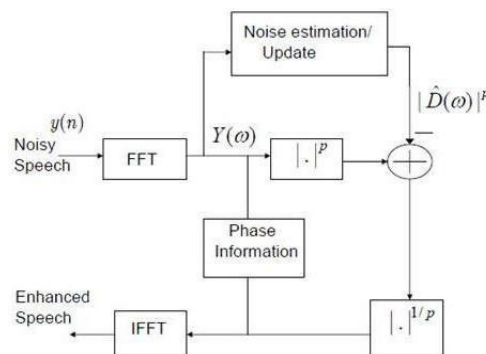 Noise estimation/
Update
| D̂(ω) |ᵖ
−
y(n)
Noisy
Speech
FFT
Y(ω)
| . |ᵖ
+
Phase
Information
Enhanced
Speech
IFFT
| . |¹/ᵖ